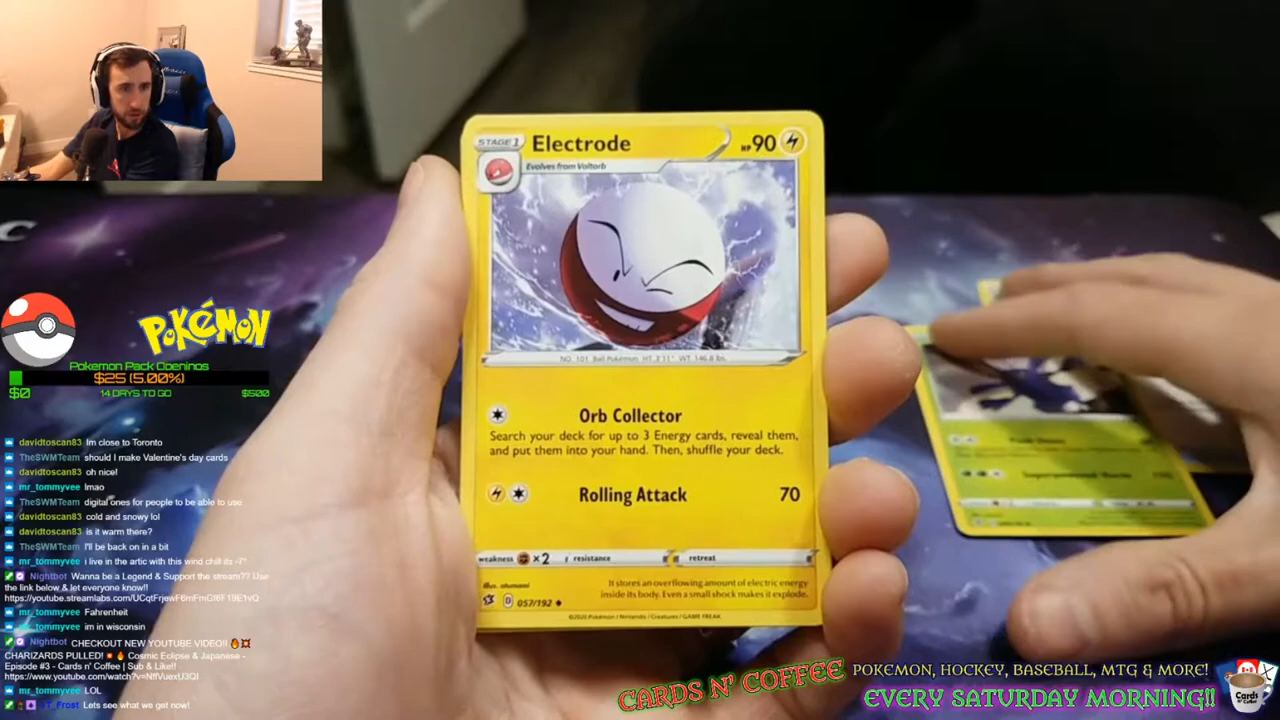 STAGE 1 Electrode HP 90
Evolves from Voltorb
NO. 101 Ball Pokémon HT 3'11" WT 146.8 lbs.
Orb Collector
Search your deck for up to 3 Energy cards, reveal them,
and put them into your hand. Then, shuffle your deck.
Rolling Attack 70
weakness ×2 resistance retreat
It stores an overflowing amount of electric energy
inside its body. Even a small shock makes it explode.
057/192
©2020 Pokémon / Nintendo / Creatures / GAME FREAK
POKéMON
Pokemon Pack Openings
$25 (5.00%)
$0 14 DAYS TO GO $500
davidtoscan83 Im close to Toronto
TheSWMTeam should I make Valentine's day cards
davidtoscan83 oh nice!
mr_tommyvee lmao
TheSWMTeam digital ones for people to be able to use
davidtoscan83 cold and snowy lol
davidtoscan83 is it warm there?
TheSWMTeam I'll be back on in a bit
mr_tommyvee i live in the artic with this wind chill its -7*
Nightbot Wanna be a Legend & Support the stream?? Use
the link below & let everyone know!!
mr_tommyvee Fahrenheit
mr_tommyvee im in wisconsin
Nightbot CHECKOUT NEW YOUTUBE VIDEO!!
CHARIZARDS PULLED! Cosmic Eclipse & Japanese -
Episode #3 - Cards n' Coffee | Sub & Like!!
mr_tommyvee LOL
Lets see what we get now!
CARDS N' COFFEE
POKEMON, HOCKEY, BASEBALL, MTG & MORE!
EVERY SATURDAY MORNING!!
Cards
n' Coffee